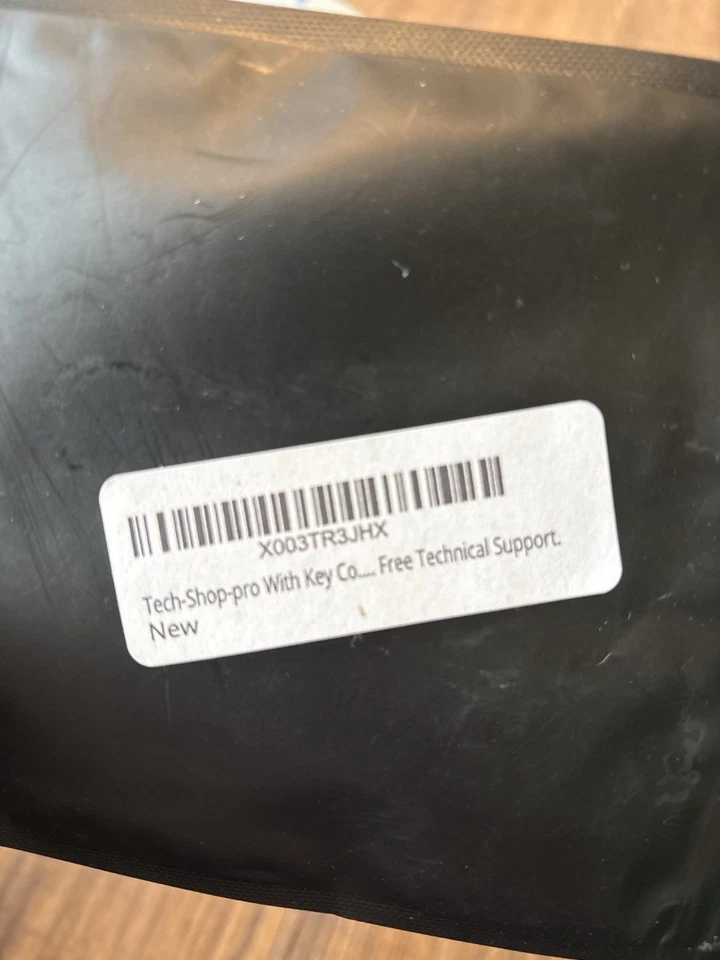 X003TR3JHX
Tech-Shop-pro With Key Co.... Free Technical Support.
New